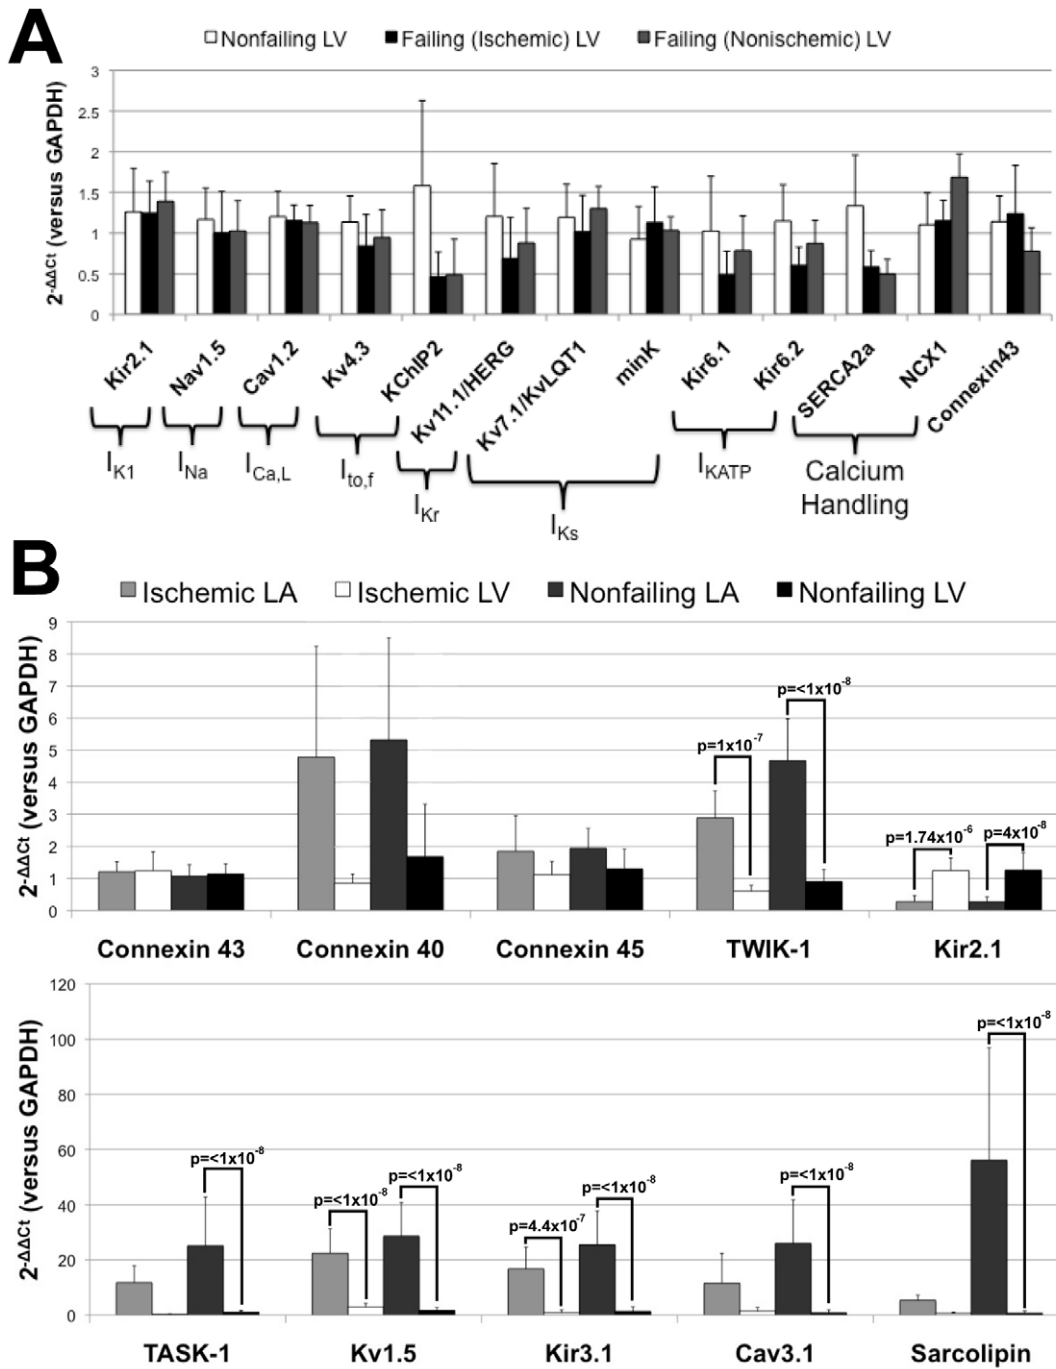 A
Nonfailing LV Failing (Ischemic) LV Failing (Nonischemic) LV
2-ΔΔCt (versus GAPDH)
3
2.5
2
1.5
1
0.5
0
Kir2.1 Nav1.5 Cav1.2 Kv4.3 KChIP2 Kv11.1/HERG Kv7.1/KvLQT1 minK Kir6.1 Kir6.2 SERCA2a NCX1 Connexin43
IK1 INa ICa,L Ito,f IKr IKs IKATP Calcium
Handling
B
Ischemic LA Ischemic LV Nonfailing LA Nonfailing LV
2-ΔΔCt (versus GAPDH)
9
8
7
6
5
4
3
2
1
0
p=1x10-7 p=<1x10-8 p=1.74x10-6 p=4x10-8
Connexin 43 Connexin 40 Connexin 45 TWIK-1 Kir2.1
2-ΔΔCt (versus GAPDH)
120
100
80
60
40
20
0
p=<1x10-8 p=<1x10-8 p=<1x10-8 p=4.4x10-7 p=<1x10-8 p=<1x10-8 p=<1x10-8
TASK-1 Kv1.5 Kir3.1 Cav3.1 Sarcolipin